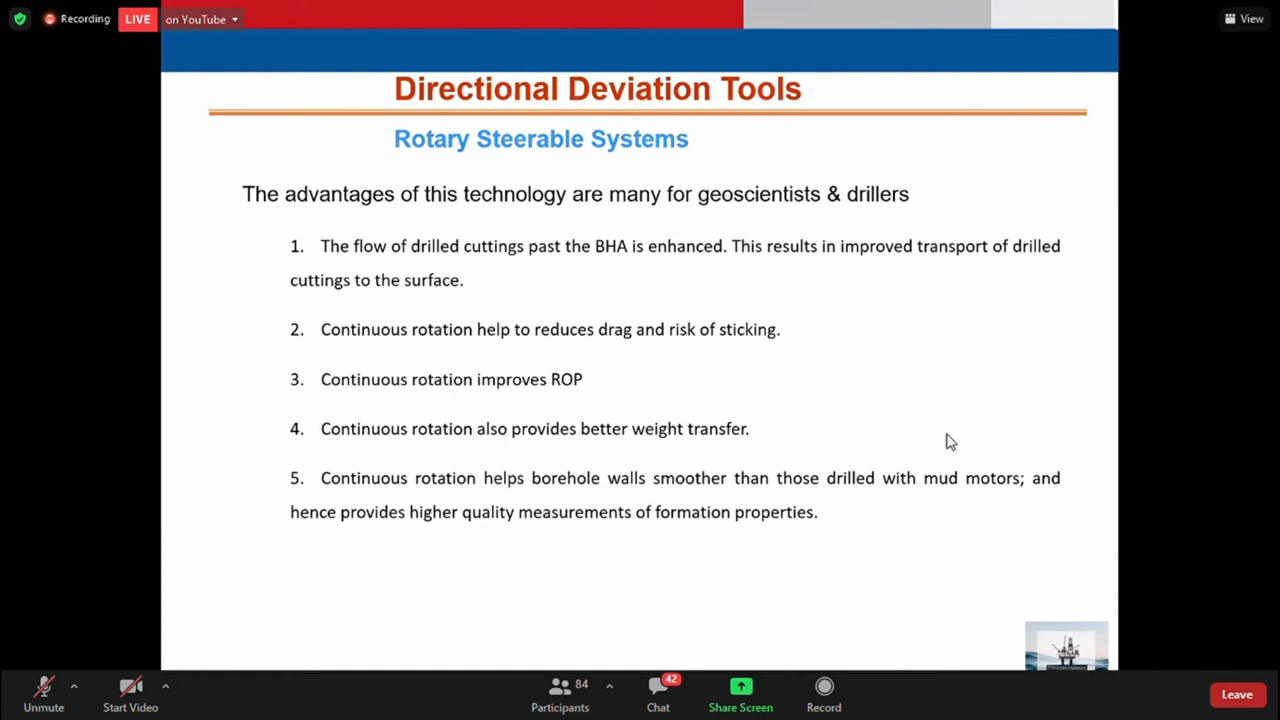 Recording
LIVE
on YouTube
View
Directional Deviation Tools
Rotary Steerable Systems
The advantages of this technology are many for geoscientists & drillers
1. The flow of drilled cuttings past the BHA is enhanced. This results in improved transport of drilled
cuttings to the surface.
2. Continuous rotation help to reduces drag and risk of sticking.
3. Continuous rotation improves ROP
4. Continuous rotation also provides better weight transfer.
5. Continuous rotation helps borehole walls smoother than those drilled with mud motors; and
hence provides higher quality measurements of formation properties.
Unmute
Start Video
84
Participants
42
Chat
Share Screen
Record
Leave